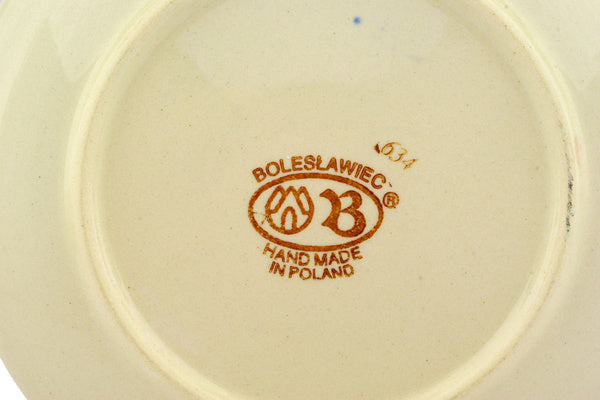 634
BOLESŁAWIEC ®
B
HAND MADE
IN POLAND